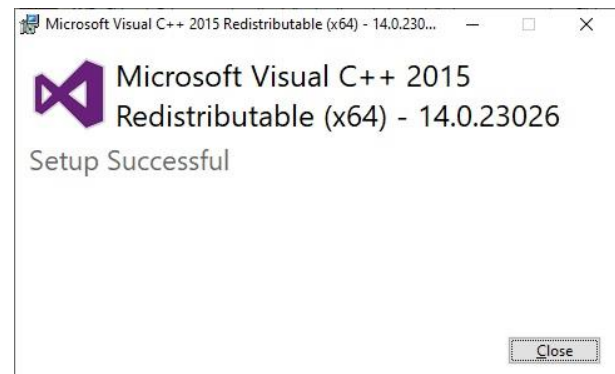 Microsoft Visual C++ 2015 Redistributable (x64) - 14.0.230...
Microsoft Visual C++ 2015
Redistributable (x64) - 14.0.23026
Setup Successful
Close